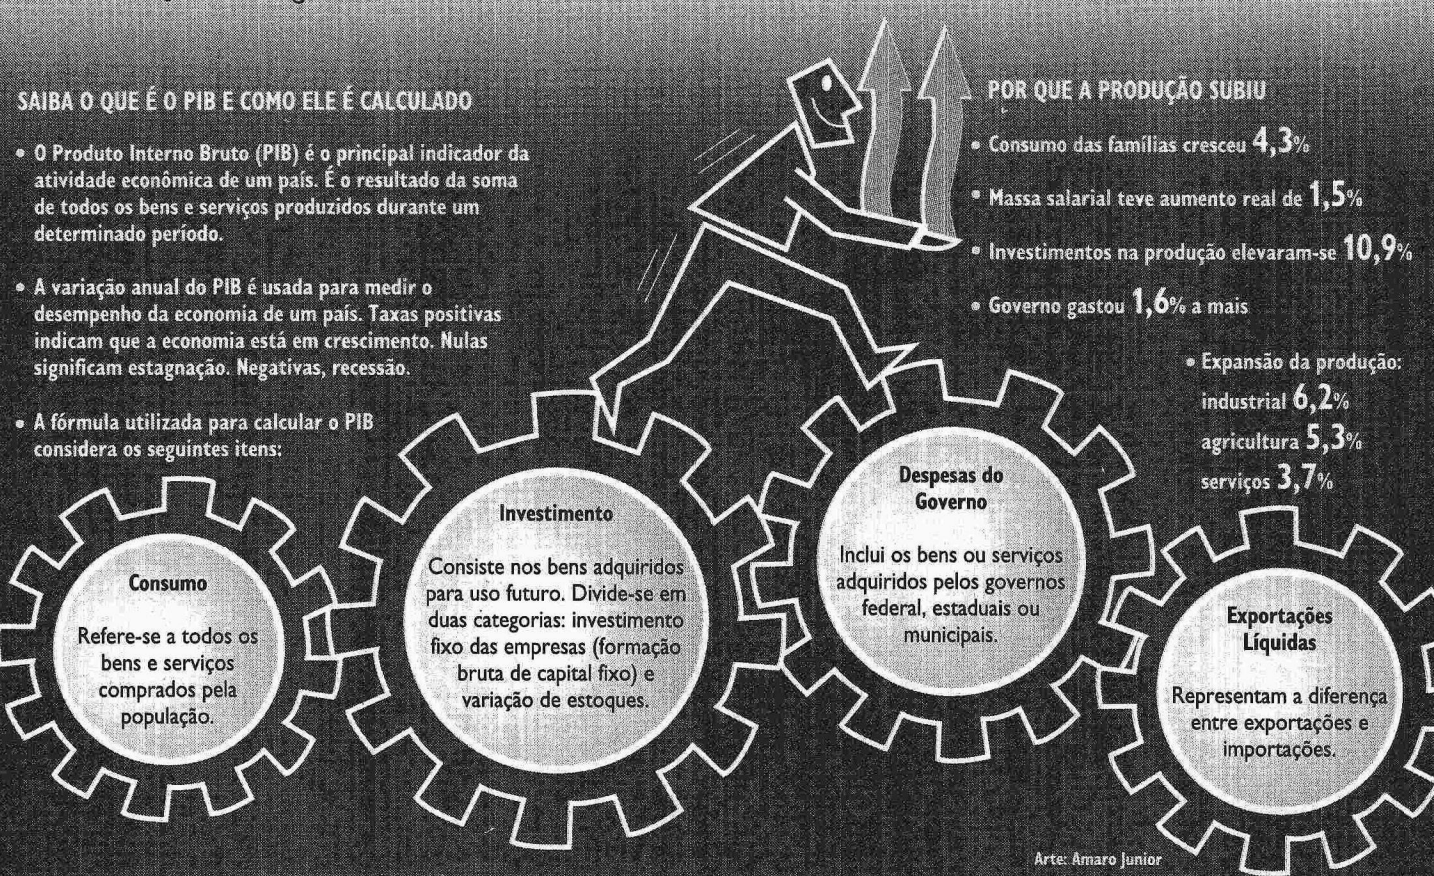 SAIBA O QUE É O PIB E COMO ELE É CALCULADO
• O Produto Interno Bruto (PIB) é o principal indicador da
atividade econômica de um país. É o resultado da soma
de todos os bens e serviços produzidos durante um
determinado período.
• A variação anual do PIB é usada para medir o
desempenho da economia de um país. Taxas positivas
indicam que a economia está em crescimento. Nulas
significam estagnação. Negativas, recessão.
• A fórmula utilizada para calcular o PIB
considera os seguintes itens:
POR QUE A PRODUÇÃO SUBIU
• Consumo das famílias cresceu 4,3%
• Massa salarial teve aumento real de 1,5%
• Investimentos na produção elevaram-se 10,9%
• Governo gastou 1,6% a mais
• Expansão da produção:
industrial 6,2%
agricultura 5,3%
serviços 3,7%
Consumo
Refere-se a todos os
bens e serviços
comprados pela
população.
Investimento
Consiste nos bens adquiridos
para uso futuro. Divide-se em
duas categorias: investimento
fixo das empresas (formação
bruta de capital fixo) e
variação de estoques.
Despesas do
Governo
Inclui os bens ou serviços
adquiridos pelos governos
federal, estaduais ou
municipais.
Exportações
Líquidas
Representam a diferença
entre exportações e
importações.
Arte: Amaro Junior